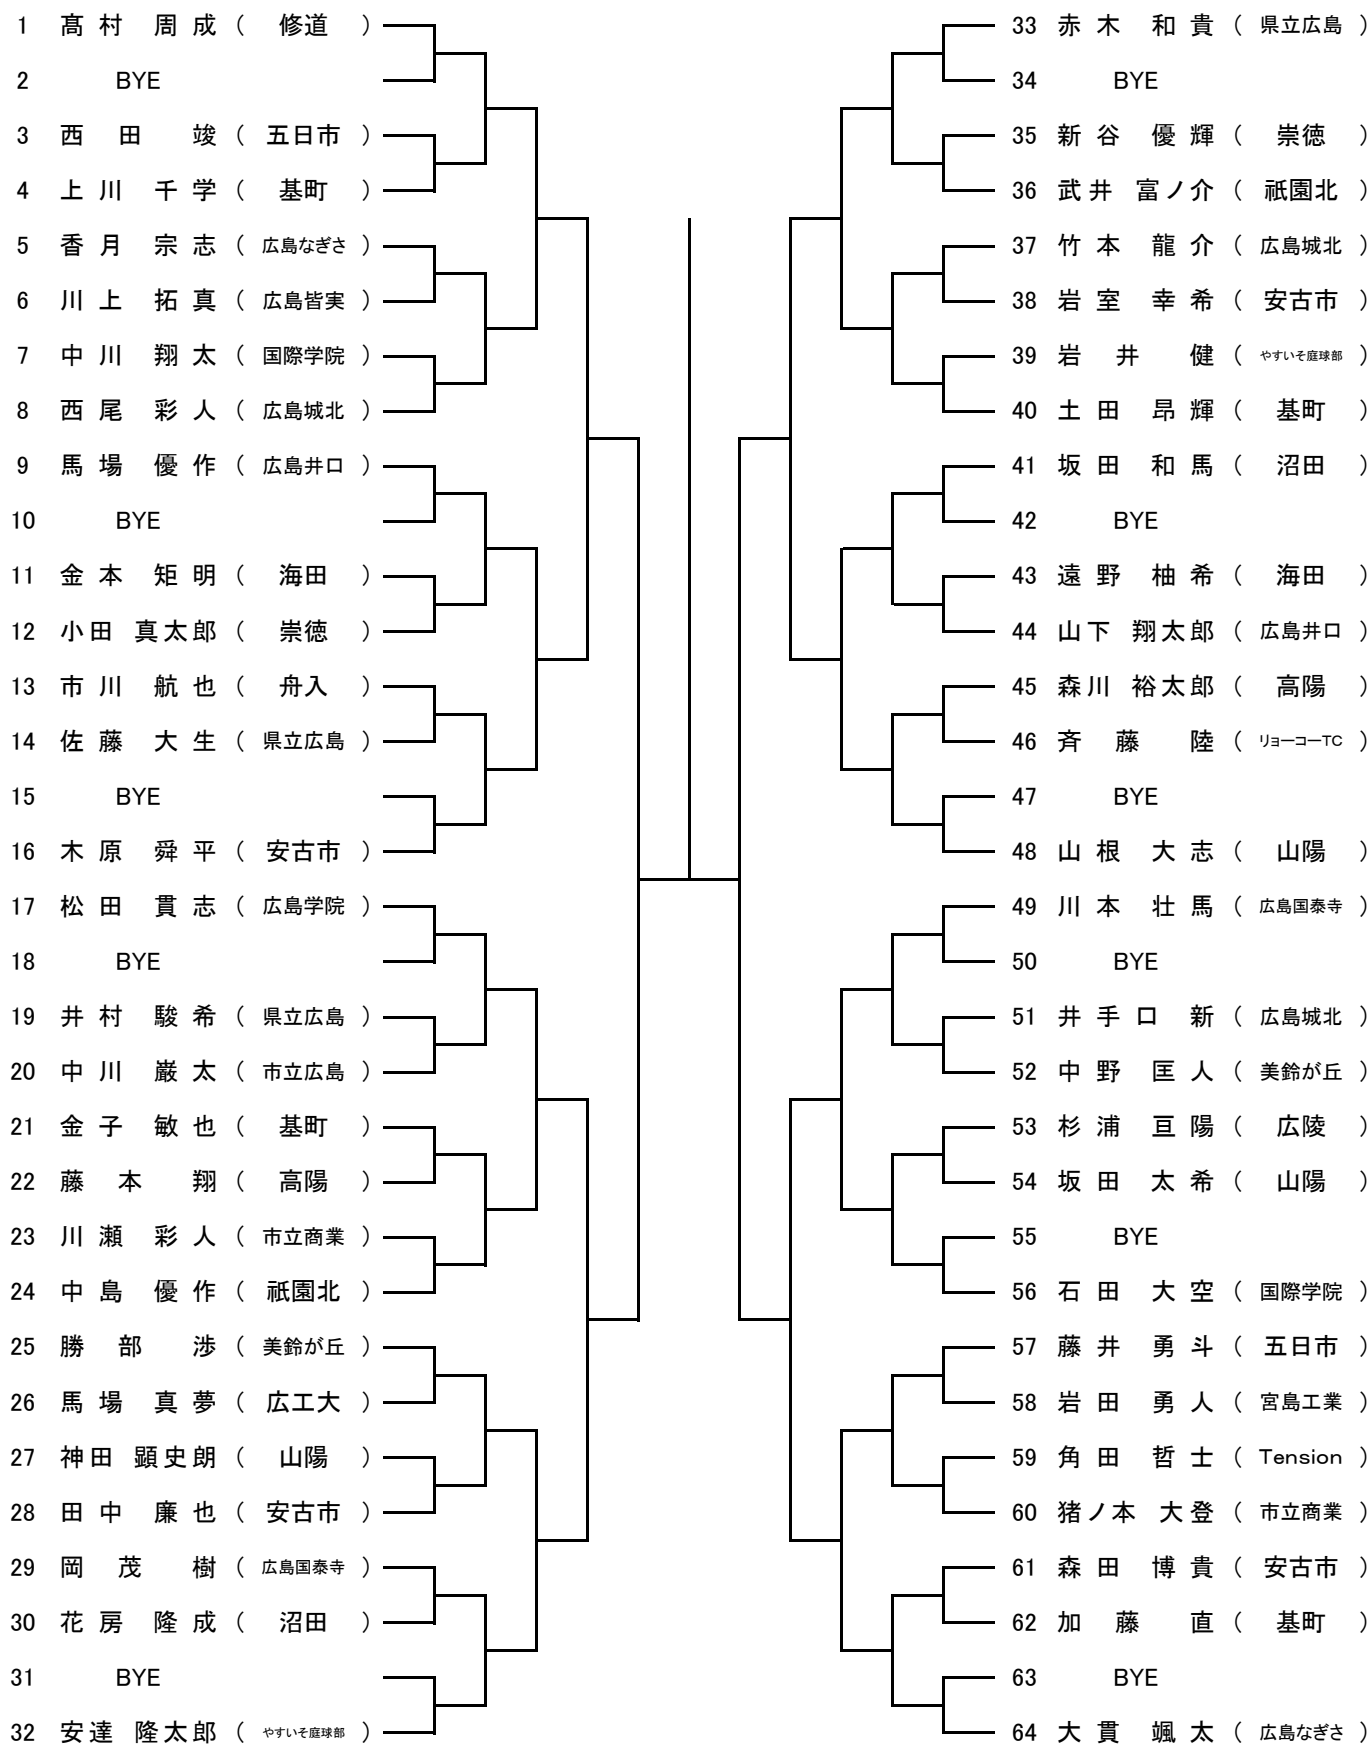 1 髙村 周成 ( 修道 )
2 BYE
3 西田 竣 ( 五日市 )
4 上川 千学 ( 基町 )
5 香月 宗志 ( 広島なぎさ )
6 川上 拓真 ( 広島皆実 )
7 中川 翔太 ( 国際学院 )
8 西尾 彩人 ( 広島城北 )
9 馬場 優作 ( 広島井口 )
10 BYE
11 金本 矩明 ( 海田 )
12 小田 真太郎 ( 崇徳 )
13 市川 航也 ( 舟入 )
14 佐藤 大生 ( 県立広島 )
15 BYE
16 木原 舜平 ( 安古市 )
17 松田 貫志 ( 広島学院 )
18 BYE
19 井村 駿希 ( 県立広島 )
20 中川 巌太 ( 市立広島 )
21 金子 敏也 ( 基町 )
22 藤本 翔 ( 高陽 )
23 川瀬 彩人 ( 市立商業 )
24 中島 優作 ( 祇園北 )
25 勝部 渉 ( 美鈴が丘 )
26 馬場 真夢 ( 広工大 )
27 神田 顕史朗 ( 山陽 )
28 田中 廉也 ( 安古市 )
29 岡 茂樹 ( 広島国泰寺 )
30 花房 隆成 ( 沼田 )
31 BYE
32 安達 隆太郎 ( やすいそ庭球部 )
33 赤木 和貴 ( 県立広島 )
34 BYE
35 新谷 優輝 ( 崇徳 )
36 武井 富ノ介 ( 祇園北 )
37 竹本 龍介 ( 広島城北 )
38 岩室 幸希 ( 安古市 )
39 岩井 健 ( やすいそ庭球部 )
40 土田 昂輝 ( 基町 )
41 坂田 和馬 ( 沼田 )
42 BYE
43 遠野 柚希 ( 海田 )
44 山下 翔太郎 ( 広島井口 )
45 森川 裕太郎 ( 高陽 )
46 斉藤 陸 ( リョーコーTC )
47 BYE
48 山根 大志 ( 山陽 )
49 川本 壮馬 ( 広島国泰寺 )
50 BYE
51 井手口 新 ( 広島城北 )
52 中野 匡人 ( 美鈴が丘 )
53 杉浦 亘陽 ( 広陵 )
54 坂田 太希 ( 山陽 )
55 BYE
56 石田 大空 ( 国際学院 )
57 藤井 勇斗 ( 五日市 )
58 岩田 勇人 ( 宮島工業 )
59 角田 哲士 ( Tension )
60 猪ノ本 大登 ( 市立商業 )
61 森田 博貴 ( 安古市 )
62 加藤 直 ( 基町 )
63 BYE
64 大貫 颯太 ( 広島なぎさ )